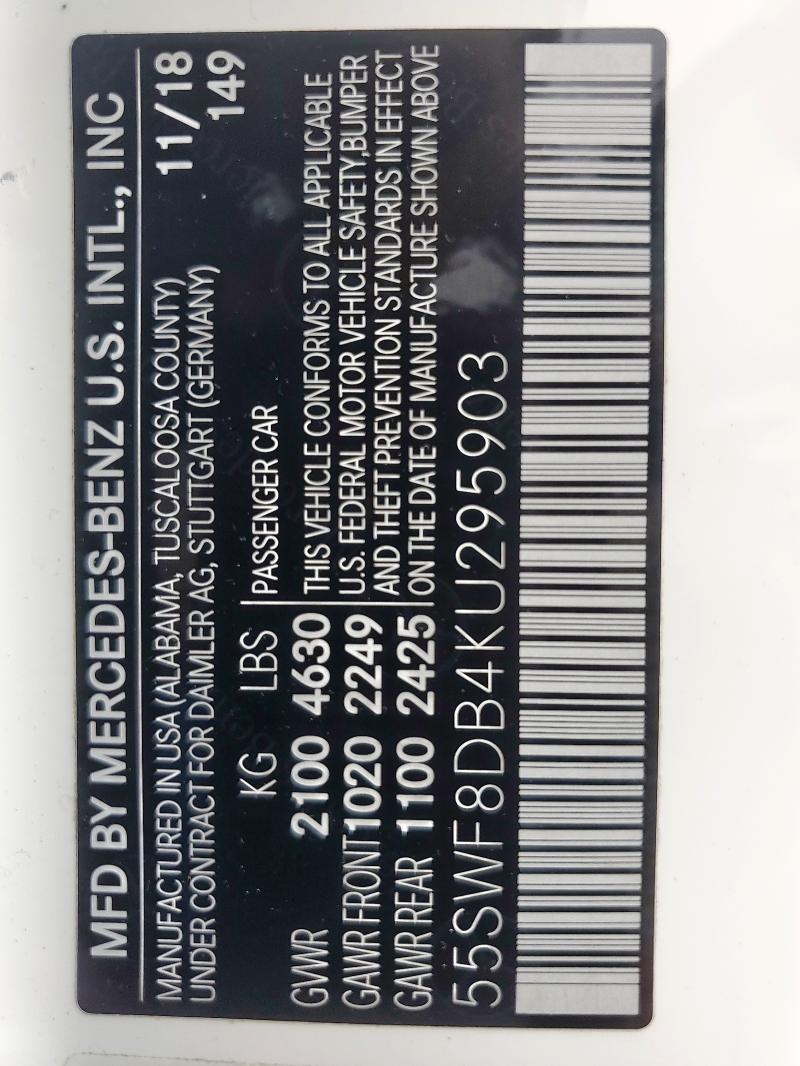 MFD BY MERCEDES-BENZ U.S. INTL., INC
MANUFACTURED IN USA (ALABAMA, TUSCALOOSA COUNTY) 11/18
UNDER CONTRACT FOR DAIMLER AG, STUTTGART (GERMANY) 149
KG LBS PASSENGER CAR
GVWR 2100 4630 THIS VEHICLE CONFORMS TO ALL APPLICABLE
GAWR FRONT 1020 2249 U.S. FEDERAL MOTOR VEHICLE SAFETY,BUMPER
AND THEFT PREVENTION STANDARDS IN EFFECT
GAWR REAR 1100 2425 ON THE DATE OF MANUFACTURE SHOWN ABOVE
55SWF8DB4KU295903